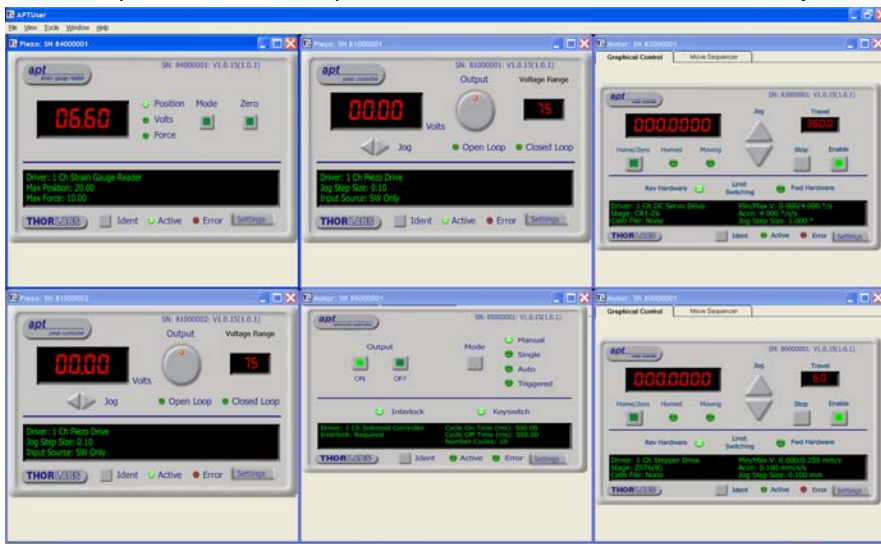 APTUser
File View Tools Window Help
Piezo: SN 84000001
apt
strain gauge reader
SN: 84000001: V1.0.15(1.0.1)
06.60
Position Mode Zero
Volts
Force
Driver: 1 Ch Strain Gauge Reader
Max Position: 20.00
Max Force: 10.00
THORLABS Ident Active Error Settings
Piezo: SN 81000001
apt
piezo controller
SN: 81000001: V1.0.15(1.0.1)
Output Voltage Range
00.00 Volts 75
Jog Open Loop Closed Loop
Driver: 1 Ch Piezo Drive
Jog Step Size: 0.10
Input Source: SW Only
THORLABS Ident Active Error Settings
Motor: SN 83000001
Graphical Control Move Sequencer
apt
SN: 83000001: V1.0.15(1.0.1)
Jog Travel
000.0000 360.0
Home/Zero Homed Moving Stop Enable
Rev Hardware Limit Switching Fwd Hardware
Driver: 1 Ch DC Servo Drive Min/Max V: 0.000/4.000 °/s
Stage: CR1-Z6 Accn: 4.000 °/s/s
Calib File: None Jog Step Size: 1.000 °
THORLABS Ident Active Error Settings
Piezo: SN 81000002
apt
piezo controller
SN: 81000002: V1.0.15(1.0.1)
Output Voltage Range
00.00 Volts 75
Jog Open Loop Closed Loop
Driver: 1 Ch Piezo Drive
Jog Step Size: 0.10
Input Source: SW Only
THORLABS Ident Active Error Settings
Motor: SN 85000001
apt
SN: 85000001: V1.0.15(1.0.1)
Output Mode Manual
Single
Auto
ON OFF Triggered
Interlock Keyswitch
Driver: 1 Ch Solenoid Controller Cycle On Time (ms): 500.00
Interlock: Required Cycle Off Time (ms): 500.00
Number Cycles: 10
THORLABS Ident Active Error Settings
Motor: SN 80000001
Graphical Control Move Sequencer
apt
SN: 80000001: V1.0.15(1.0.1)
Jog Travel
000.0000 6.0
Home/Zero Homed Moving Stop Enable
Rev Hardware Limit Switching Fwd Hardware
Driver: 1 Ch Stepper Drive Min/Max V: 0.000/0.250 mm/s
Stage: ZST6(B) Accn: 0.100 mm/s/s
Calib File: None Jog Step Size: 0.100 mm
THORLABS Ident Active Error Settings